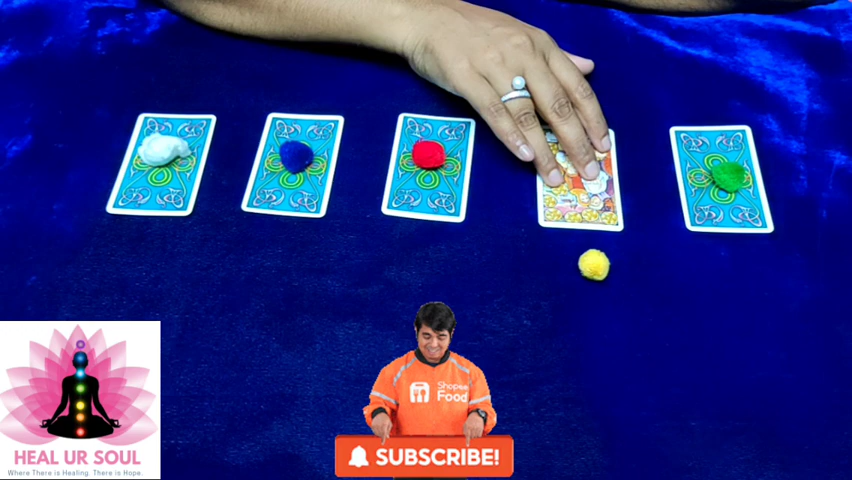 Shopee
Food
HEAL UR SOUL
Where There is Healing. There is Hope.
SUBSCRIBE!